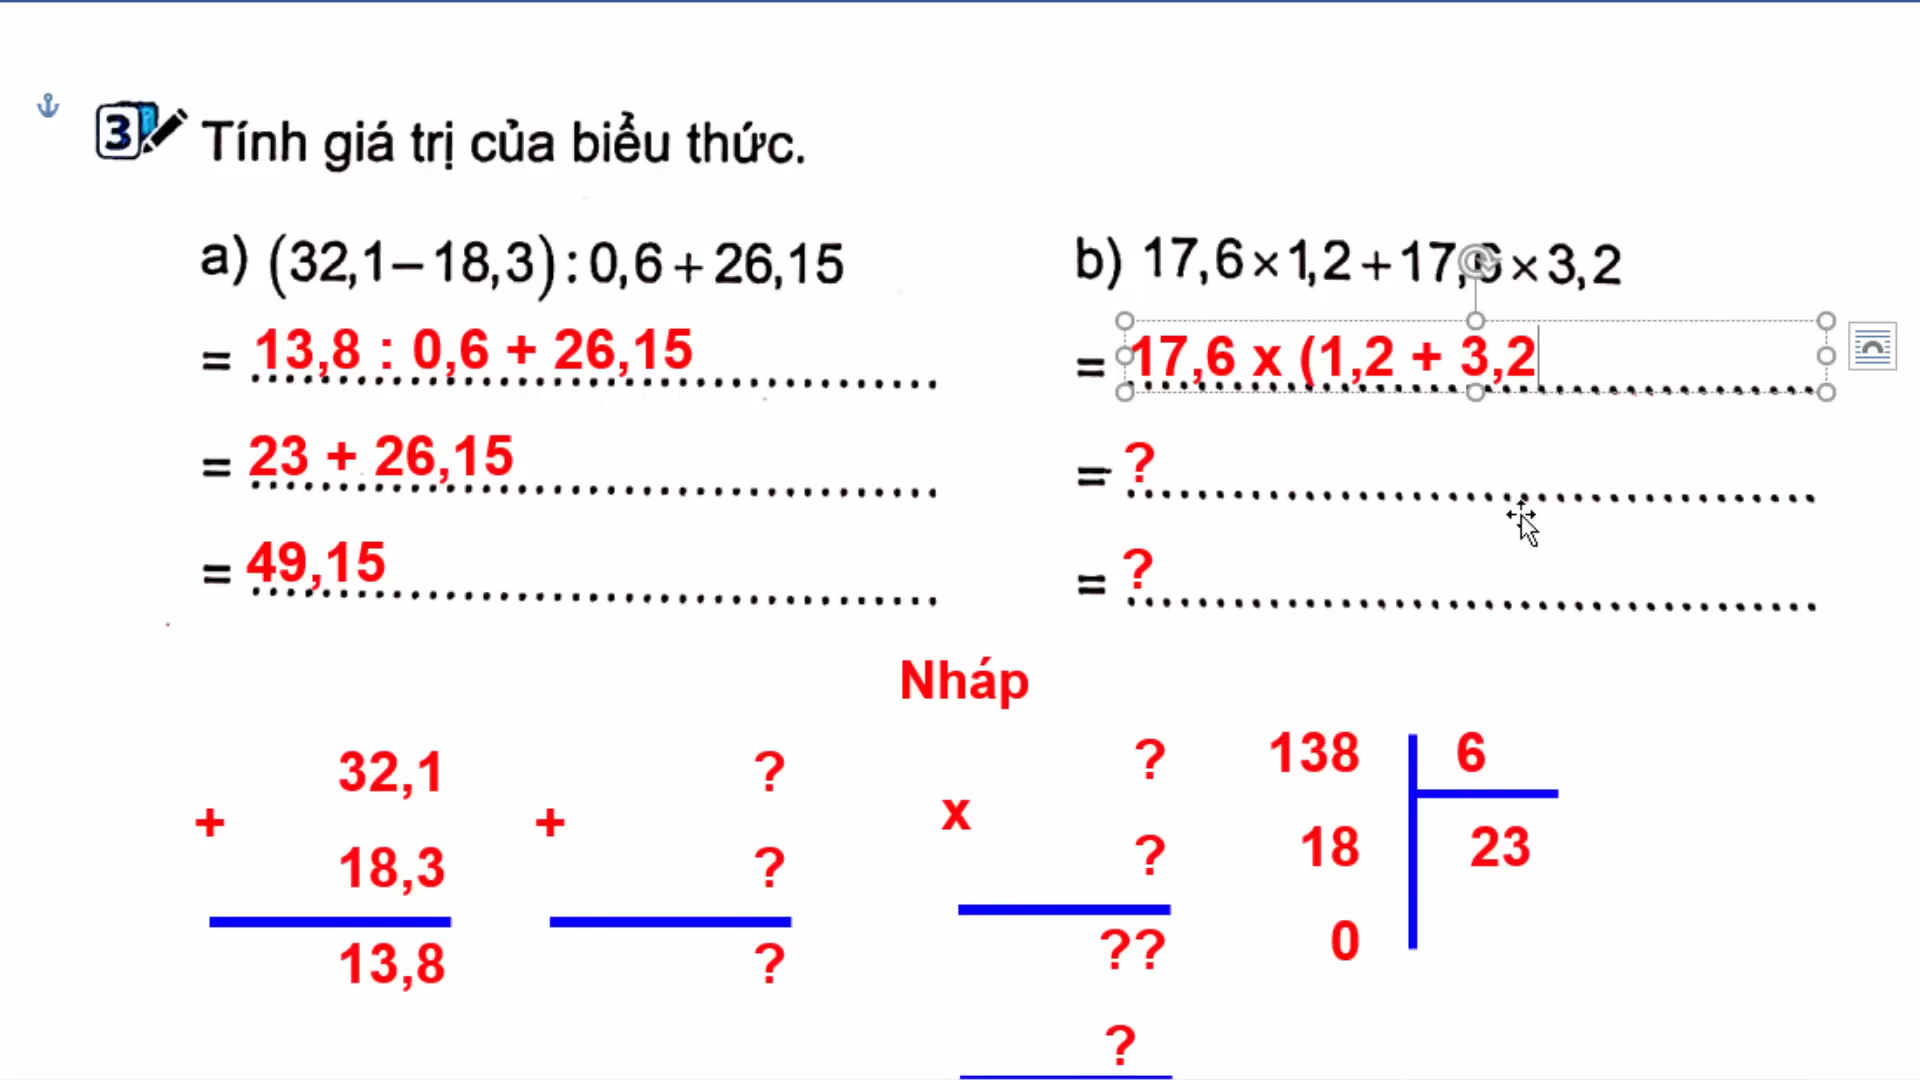 3 Tính giá trị của biểu thức.
a) (32,1−18,3):0,6+26,15
= 13,8 : 0,6 + 26,15
= 23 + 26,15
= 49,15
b) 17,6×1,2+17,6×3,2
= 17,6 x (1,2 + 3,2
= ?
= ?
Nháp
32,1
+
18,3
13,8
?
+
?
?
?
x
?
??
?
138 6
18 23
0